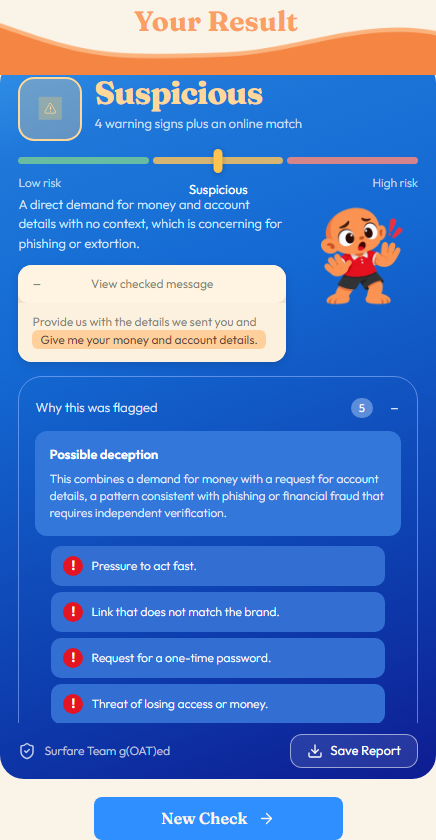 Your Result
Suspicious
4 warning signs plus an online match
Low risk
Suspicious
High risk
A direct demand for money and account
details with no context, which is concerning for
phishing or extortion.
– View checked message
Provide us with the details we sent you and
Give me your money and account details.
Why this was flagged 5 –
Possible deception
This combines a demand for money with a request for account
details, a pattern consistent with phishing or financial fraud that
requires independent verification.
! Pressure to act fast.
! Link that does not match the brand.
! Request for a one-time password.
! Threat of losing access or money.
Surfare Team g(OAT)ed
Save Report
New Check →